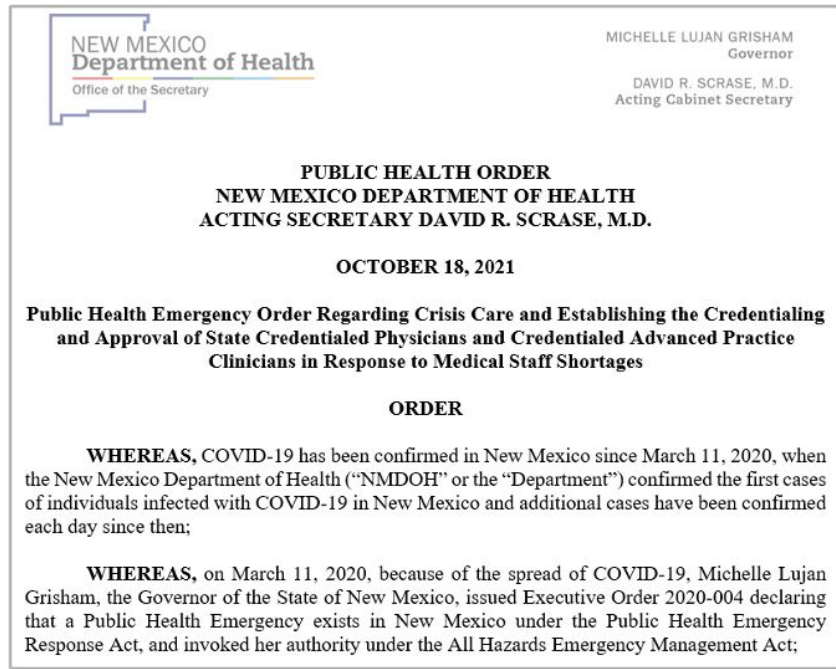 NEW MEXICO
Department of Health
Office of the Secretary
MICHELLE LUJAN GRISHAM
Governor
DAVID R. SCRASE, M.D.
Acting Cabinet Secretary
PUBLIC HEALTH ORDER
NEW MEXICO DEPARTMENT OF HEALTH
ACTING SECRETARY DAVID R. SCRASE, M.D.
OCTOBER 18, 2021
Public Health Emergency Order Regarding Crisis Care and Establishing the Credentialing
and Approval of State Credentialed Physicians and Credentialed Advanced Practice
Clinicians in Response to Medical Staff Shortages
ORDER
WHEREAS, COVID-19 has been confirmed in New Mexico since March 11, 2020, when
the New Mexico Department of Health (“NMDOH” or the “Department”) confirmed the first cases
of individuals infected with COVID-19 in New Mexico and additional cases have been confirmed
each day since then;
WHEREAS, on March 11, 2020, because of the spread of COVID-19, Michelle Lujan
Grisham, the Governor of the State of New Mexico, issued Executive Order 2020-004 declaring
that a Public Health Emergency exists in New Mexico under the Public Health Emergency
Response Act, and invoked her authority under the All Hazards Emergency Management Act;